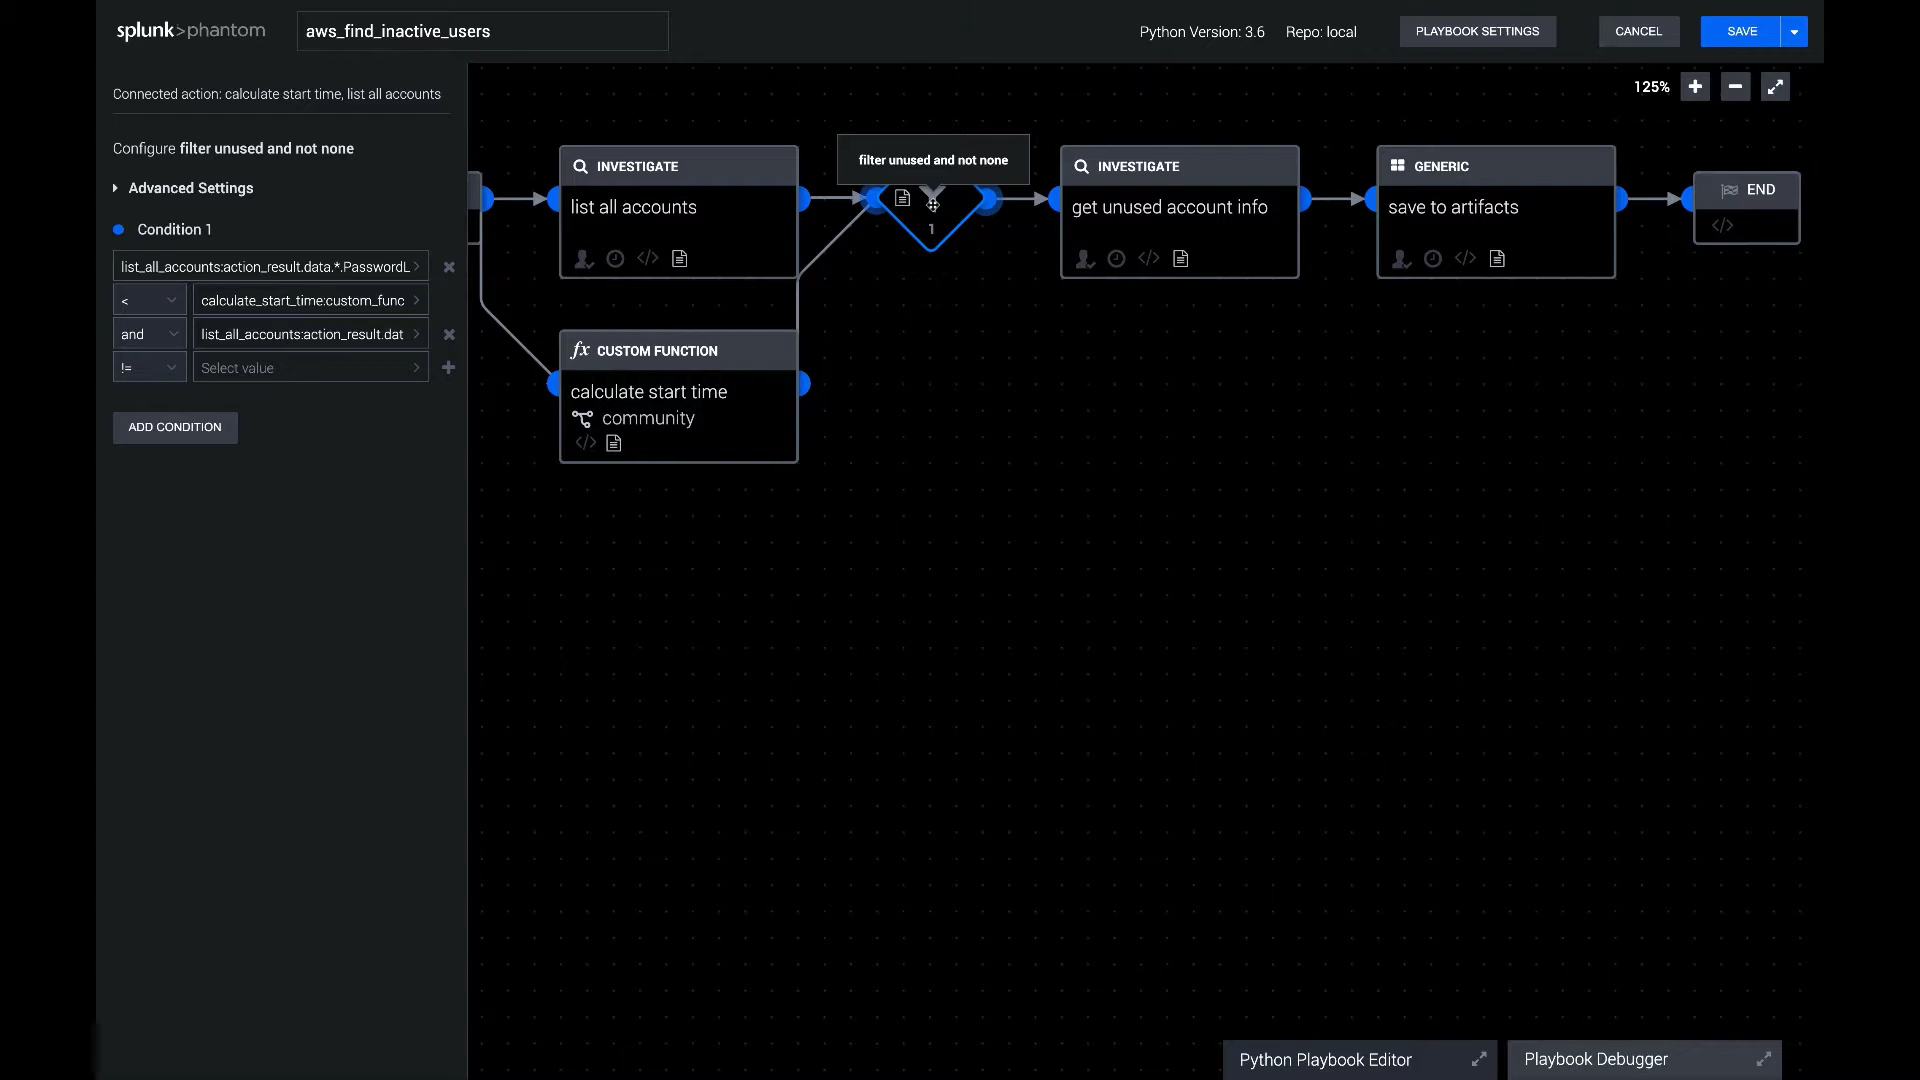 splunk>phantom
aws_find_inactive_users
Python Version: 3.6
Repo: local
PLAYBOOK SETTINGS
CANCEL
SAVE
125%
Connected action: calculate start time, list all accounts
Configure filter unused and not none
Advanced Settings
Condition 1
list_all_accounts:action_result.data.*.PasswordL
<
calculate_start_time:custom_func
and
list_all_accounts:action_result.dat
!=
Select value
ADD CONDITION
INVESTIGATE
list all accounts
fx CUSTOM FUNCTION
calculate start time
community
filter unused and not none
1
INVESTIGATE
get unused account info
GENERIC
save to artifacts
END
Python Playbook Editor
Playbook Debugger